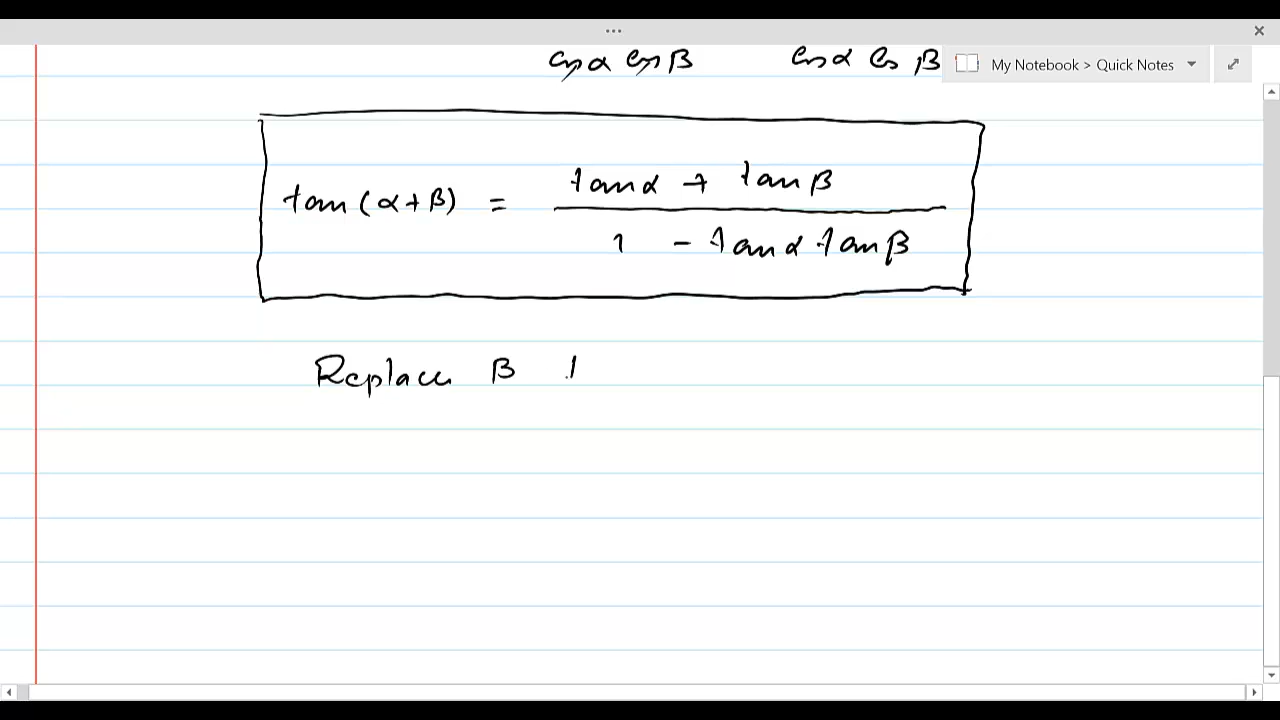 ...
cos α cos β cos α cos β
My Notebook > Quick Notes
tan (α + β) = tan α + tan β
1 - tan α tan β
Replace β